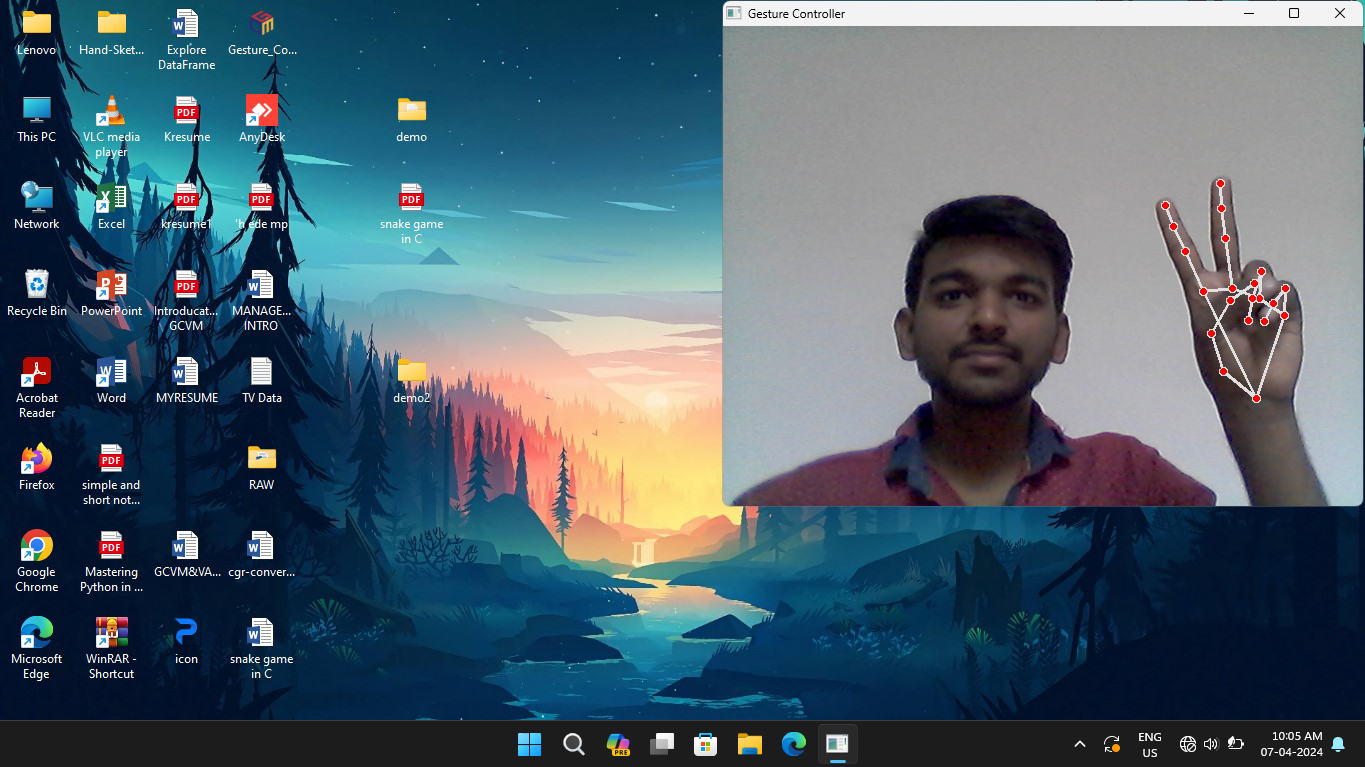 Gesture Controller
Lenovo
Hand-Sket...
Explore
DataFrame
Gesture_Co...
This PC
VLC media
player
PDF
Kresume
AnyDesk
demo
Network
Excel
PDF
kresume1
PDF
PDF
snake game
in C
Recycle Bin
PowerPoint
PDF
Introducat...
GCVM
MANAGE...
INTRO
Acrobat
Reader
Word
MYRESUME
TV Data
demo2
Firefox
PDF
simple and
short not...
RAW
Google
Chrome
PDF
Mastering
Python in ...
GCVM&VA...
cgr-conver...
Microsoft
Edge
WinRAR -
Shortcut
icon
snake game
in C
PRE
ENG
US
10:05 AM
07-04-2024